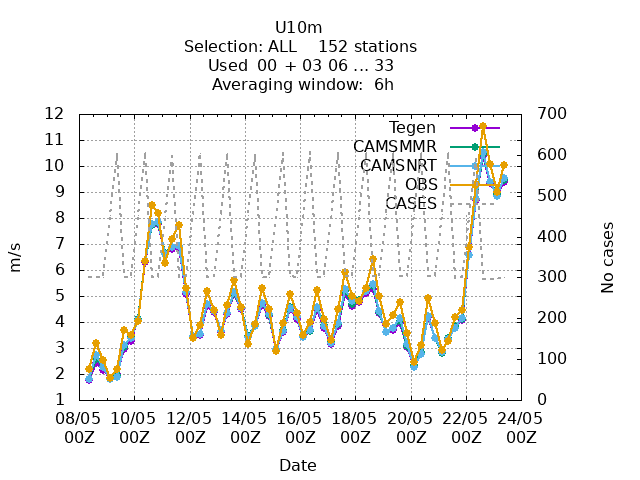 U10m
Selection: ALL    152 stations
Used  00 + 03 06 ... 33
Averaging window:  6h
12
11
10
9
8
7
6
5
4
3
2
1
m/s
700
600
500
400
300
200
100
0
No cases
Tegen
CAMSMMR
CAMSNRT
OBS
CASES
08/05 10/05 12/05 14/05 16/05 18/05 20/05 22/05 24/05
00Z 00Z 00Z 00Z 00Z 00Z 00Z 00Z 00Z
Date